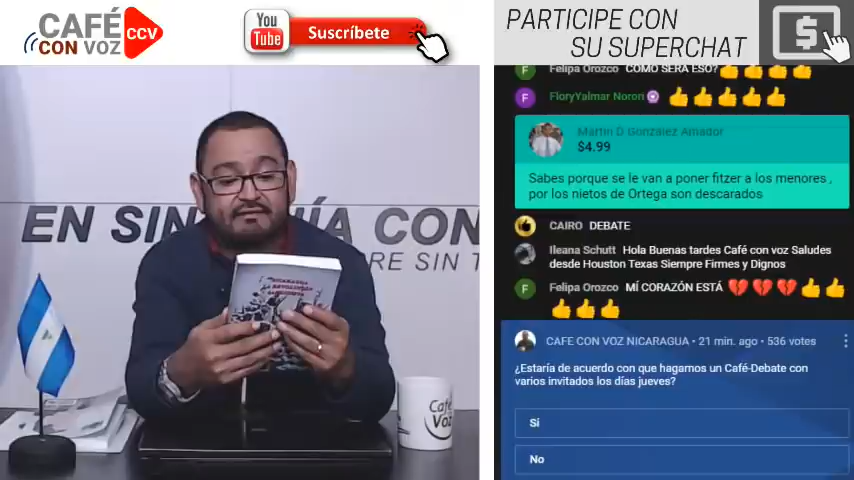 CAFÉ
CON VOZ
CCV
You
Tube
Suscríbete
PARTICIPE CON
SU SUPERCHAT
$
EN SIN
ÍA CON
RE SIN T
NICARAGUA
Café
Voz
F
Felipa Orozco COMO SERÁ ESO?
F FloryYalmar Norori
Martin D Gonzalez Amador
$4.99
Sabes porque se le van a poner fitzer a los menores ,
por los nietos de Ortega son descarados
CAIRO DEBATE
Ileana Schutt Hola Buenas tardes Café con voz Saludes
desde Houston Texas Siempre Firmes y Dignos
F Felipa Orozco MÍ CORAZÓN ESTÁ
CAFE CON VOZ NICARAGUA • 21 min. ago • 536 votes
¿Estaría de acuerdo con que hagamos un Café-Debate con
varios invitados los días jueves?
Sí
No